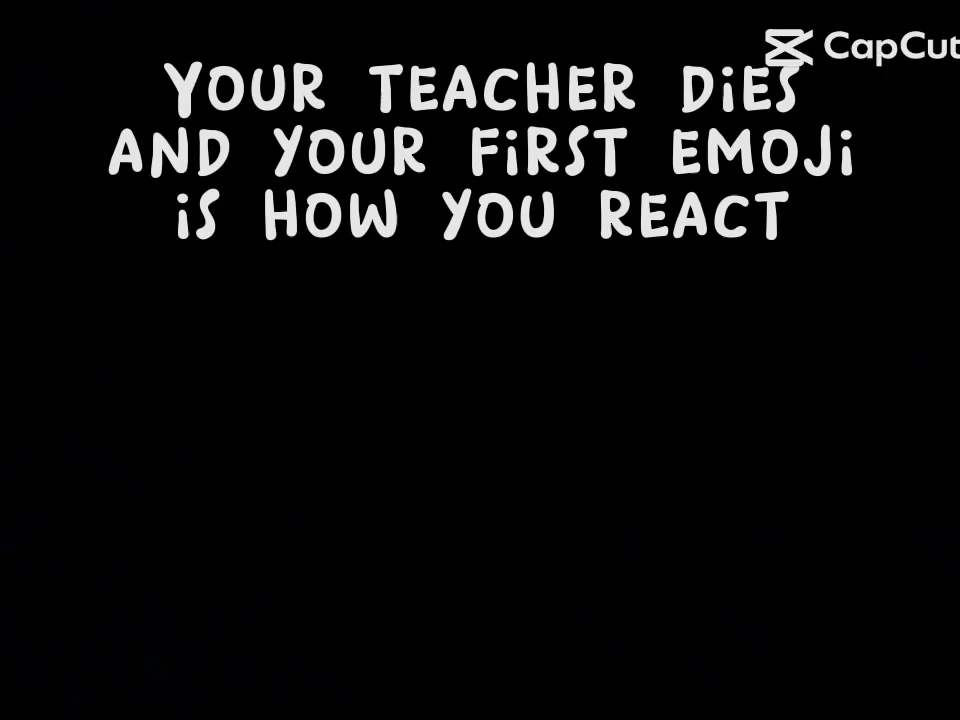 CapCut
YOUR TEACHER DiES
AND YOUR FiRST EMOJi
iS HOW YOU REACT